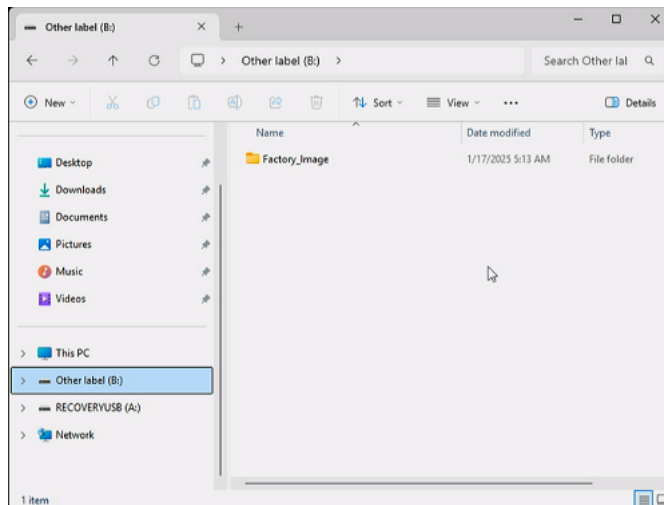 Other label (B:)
Other label (B:)
Search Other lal
New
Sort
View
Details
Name
Date modified
Type
Desktop
Factory_Image
1/17/2025 5:13 AM
File folder
Downloads
Documents
Pictures
Music
Videos
This PC
Other label (B:)
RECOVERYUSB (A:)
Network
1 item